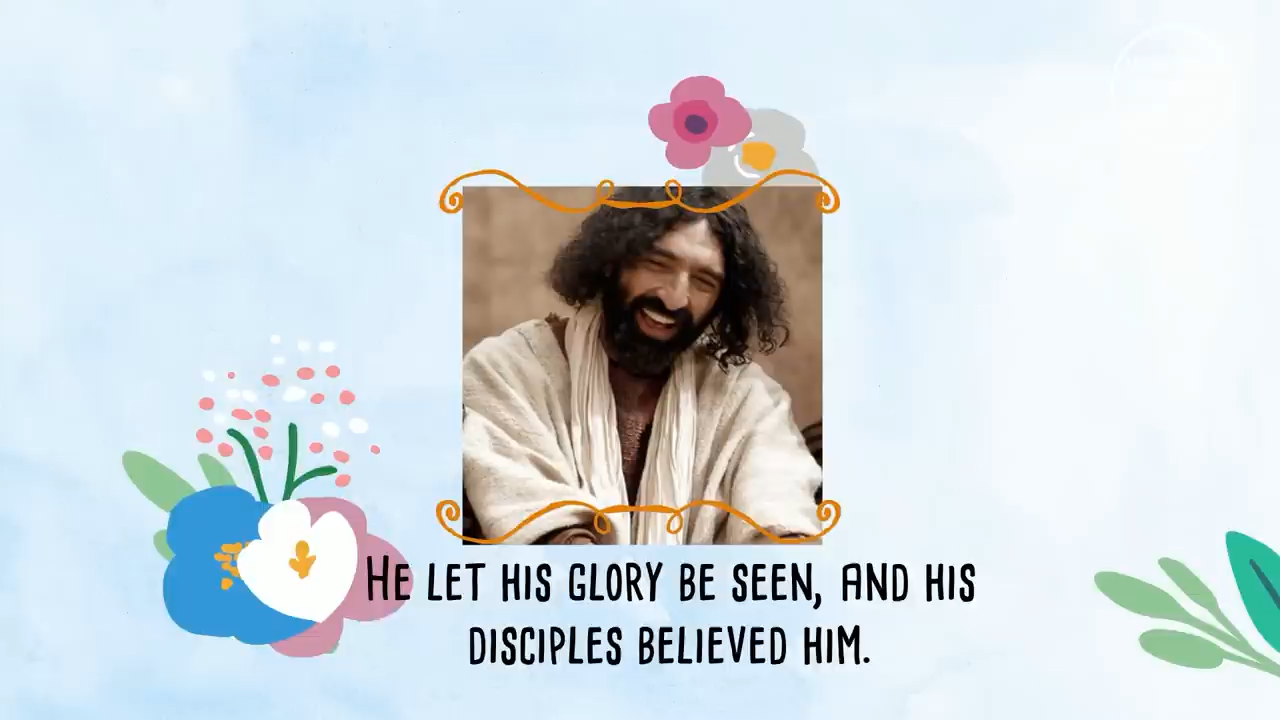 He let his glory be seen, and his
disciples believed him.